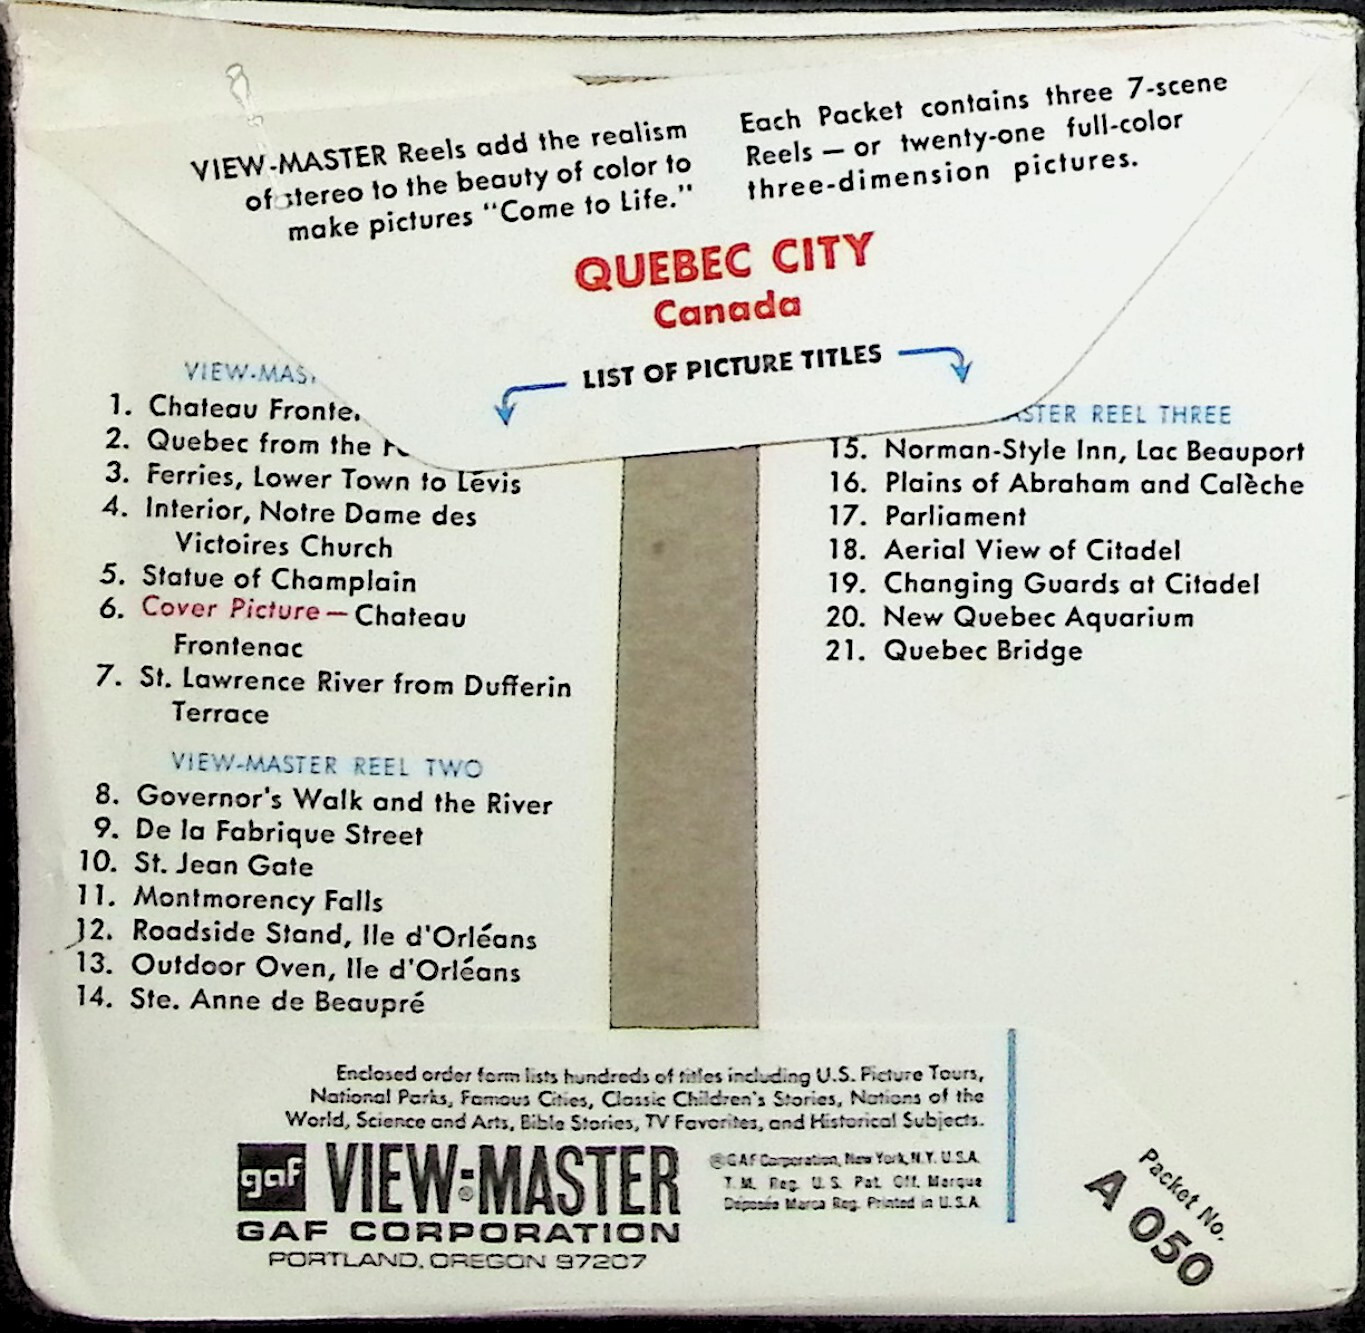 VIEW-MASTER Reels add the realism
of stereo to the beauty of color to
make pictures "Come to Life."
Each Packet contains three 7-scene
Reels — or twenty-one full-color
three-dimension pictures.
QUEBEC CITY
Canada
LIST OF PICTURE TITLES
VIEW-MAS
1. Chateau Fronte
2. Quebec from the
3. Ferries, Lower Town to Lévis
4. Interior, Notre Dame des
Victoires Church
5. Statue of Champlain
6. Cover Picture — Chateau
Frontenac
7. St. Lawrence River from Dufferin
Terrace
VIEW-MASTER REEL TWO
8. Governor's Walk and the River
9. De la Fabrique Street
10. St. Jean Gate
11. Montmorency Falls
12. Roadside Stand, Ile d'Orléans
13. Outdoor Oven, Ile d'Orléans
14. Ste. Anne de Beaupré
ASTER REEL THREE
15. Norman-Style Inn, Lac Beauport
16. Plains of Abraham and Calèche
17. Parliament
18. Aerial View of Citadel
19. Changing Guards at Citadel
20. New Quebec Aquarium
21. Quebec Bridge
Enclosed order form lists hundreds of titles including U.S. Picture Tours,
National Parks, Famous Cities, Classic Children's Stories, Nations of the
World, Science and Arts, Bible Stories, TV Favorites, and Historical Subjects.
gaf VIEW-MASTER
GAF CORPORATION
PORTLAND, OREGON 97207
®GAF Corporation, New York, N.Y. U.S.A.
T.M. Reg. U.S. Pat. Off. Marque
Déposée Marca Reg. Printed in U.S.A.
Packet No.
A 050